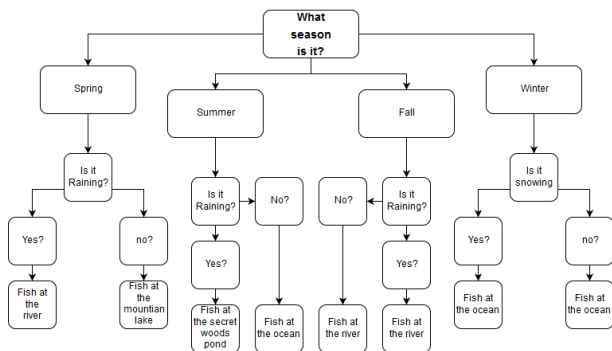 What
season
is it?
Spring
Summer
Fall
Winter
Is it
Raining?
Is it
Raining?
No?
No?
Is it
Raining?
Is it
snowing
Yes?
no?
Yes?
Yes?
Yes?
no?
Fish at
the
river
Fish at
the
mountian
lake
Fish at
the secret
woods
pond
Fish at
the ocean
Fish at
the river
Fish at
the river
Fish at
the ocean
Fish at
the ocean